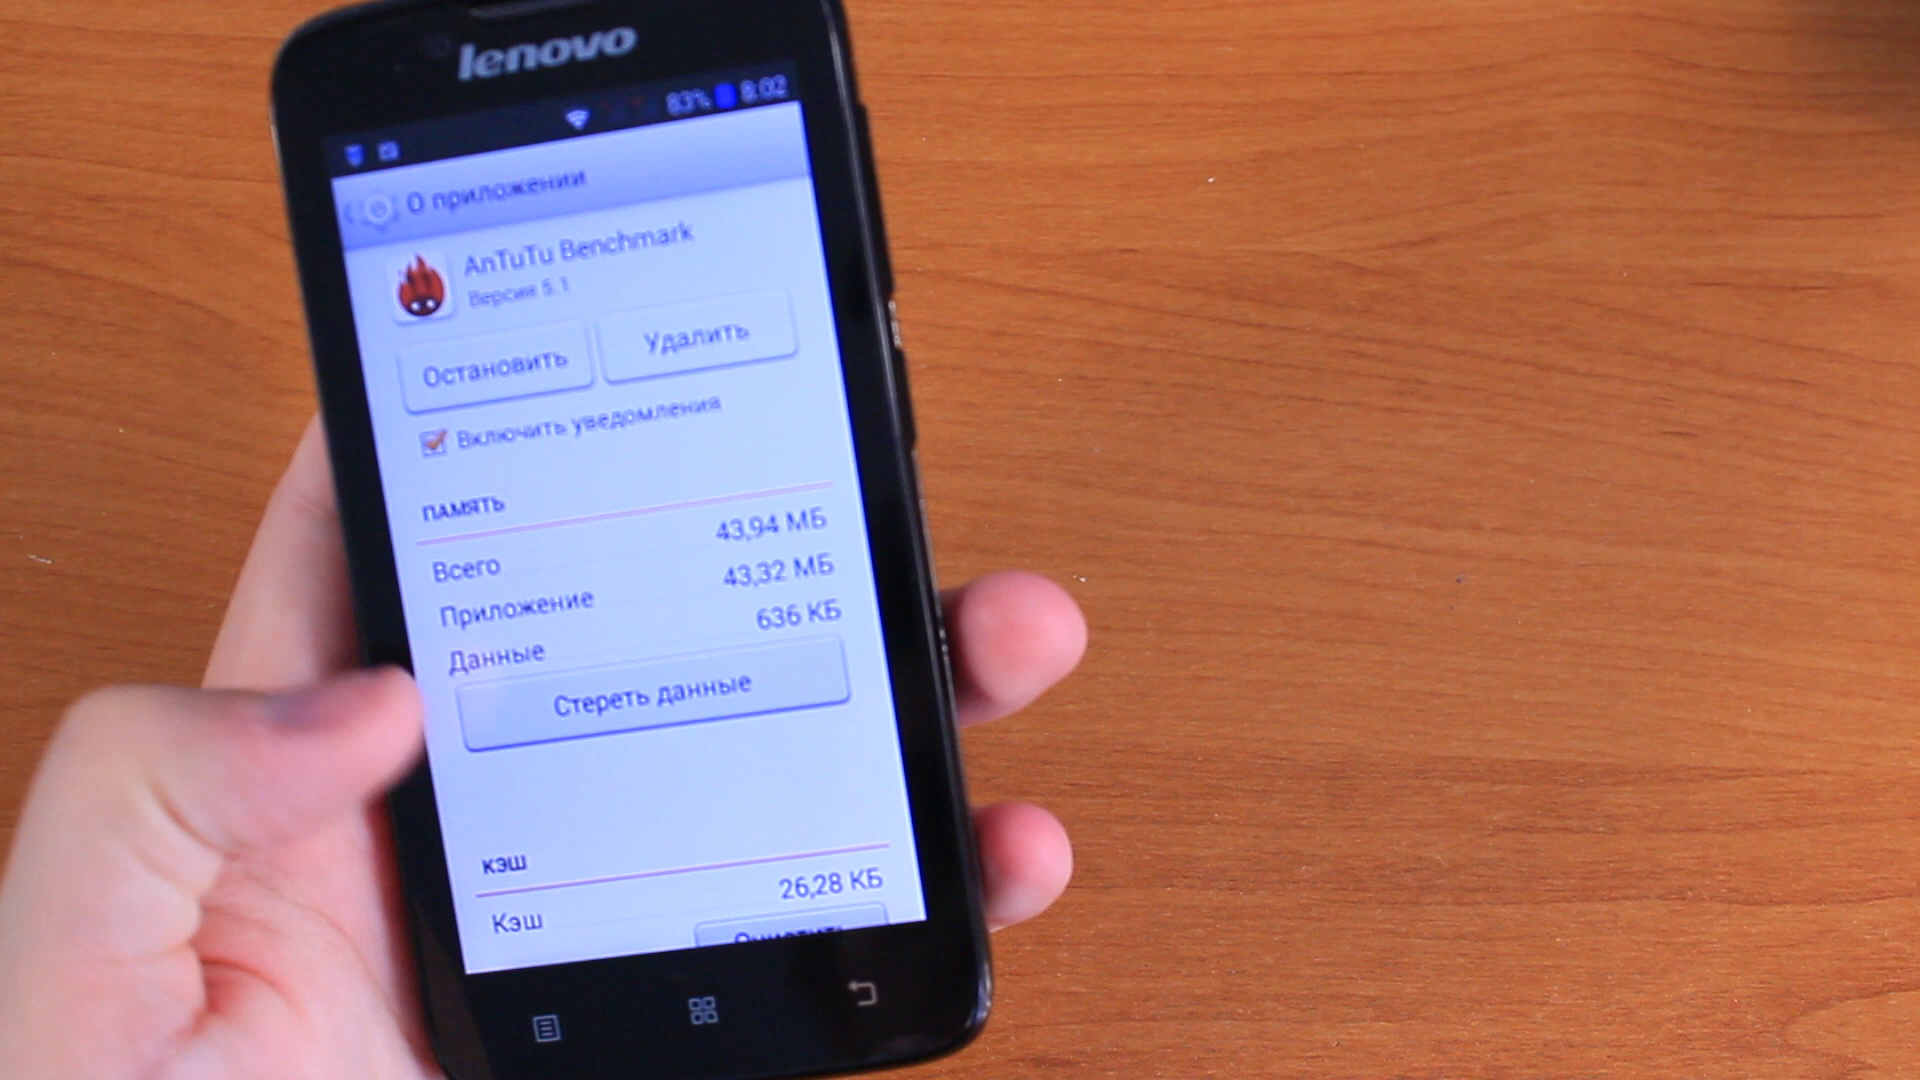 lenovo
83% 8:02
О приложении
AnTuTu Benchmark
Версия 5.1
Остановить
Удалить
Включить уведомления
ПАМЯТЬ
Всего 43,94 МБ
Приложение 43,32 МБ
Данные 636 КБ
Стереть данные
КЭШ
Кэш 26,28 КБ